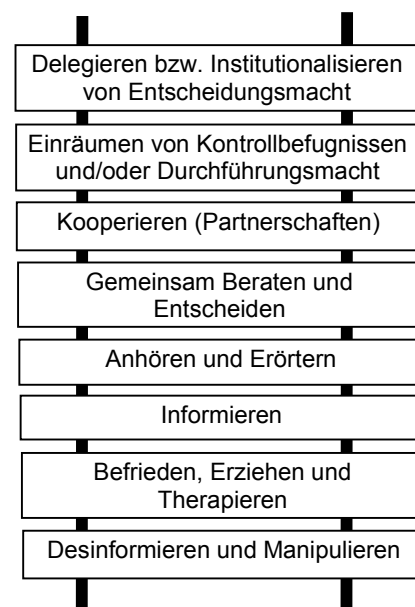 Delegieren bzw. Institutionalisieren
von Entscheidungsmacht
Einräumen von Kontrollbefugnissen
und/oder Durchführungsmacht
Kooperieren (Partnerschaften)
Gemeinsam Beraten und
Entscheiden
Anhören und Erörtern
Informieren
Befrieden, Erziehen und
Therapieren
Desinformieren und Manipulieren